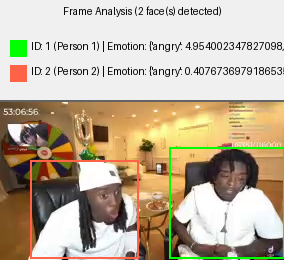 Frame Analysis (2 face(s) detected)
ID: 1 (Person 1) | Emotion: {'angry': 4.954002347827098,
ID: 2 (Person 2) | Emotion: {'angry': 0.407673697918653
53:06:56